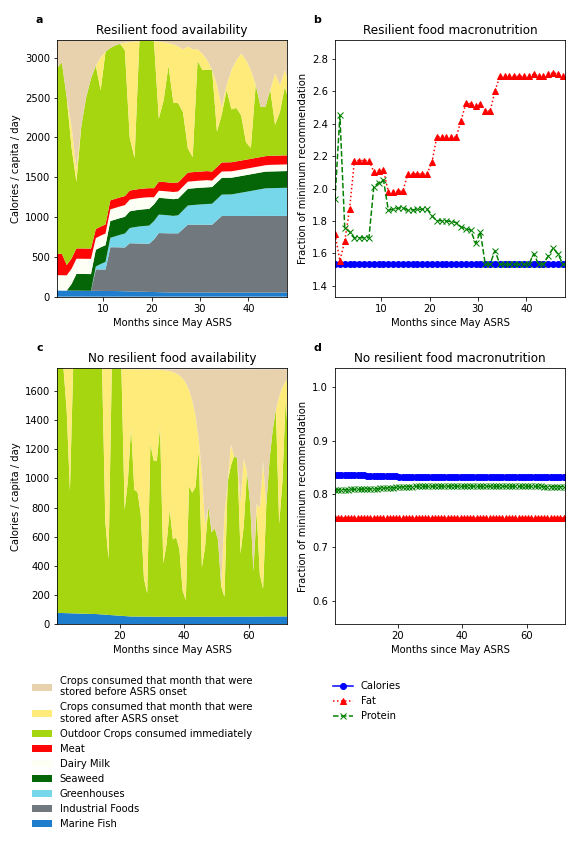 a
Resilient food availability
3000
2500
2000
1500
1000
500
0
Calories / capita / day
10 20 30 40
Months since May ASRS
b
Resilient food macronutrition
2.8
2.6
2.4
2.2
2.0
1.8
1.6
1.4
Fraction of minimum recommendation
10 20 30 40
Months since May ASRS
c
No resilient food availability
1600
1400
1200
1000
800
600
400
200
0
Calories / capita / day
20 40 60
Months since May ASRS
d
No resilient food macronutrition
1.0
0.9
0.8
0.7
0.6
Fraction of minimum recommendation
20 40 60
Months since May ASRS
Crops consumed that month that were
stored before ASRS onset
Crops consumed that month that were
stored after ASRS onset
Outdoor Crops consumed immediately
Meat
Dairy Milk
Seaweed
Greenhouses
Industrial Foods
Marine Fish
Calories
Fat
Protein